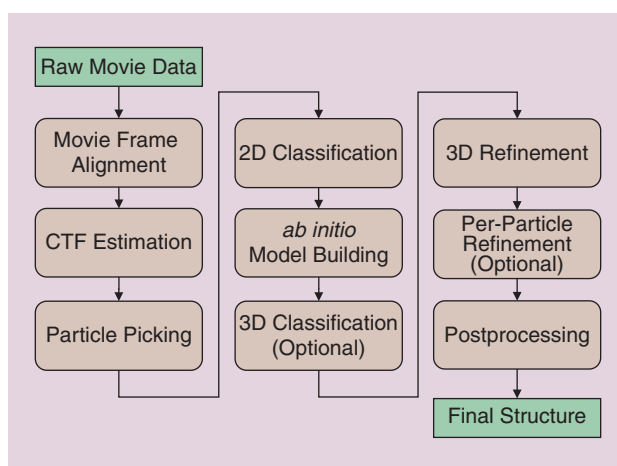 Raw Movie Data
Movie Frame
Alignment
CTF Estimation
Particle Picking
2D Classification
ab initio
Model Building
3D Classification
(Optional)
3D Refinement
Per-Particle
Refinement
(Optional)
Postprocessing
Final Structure